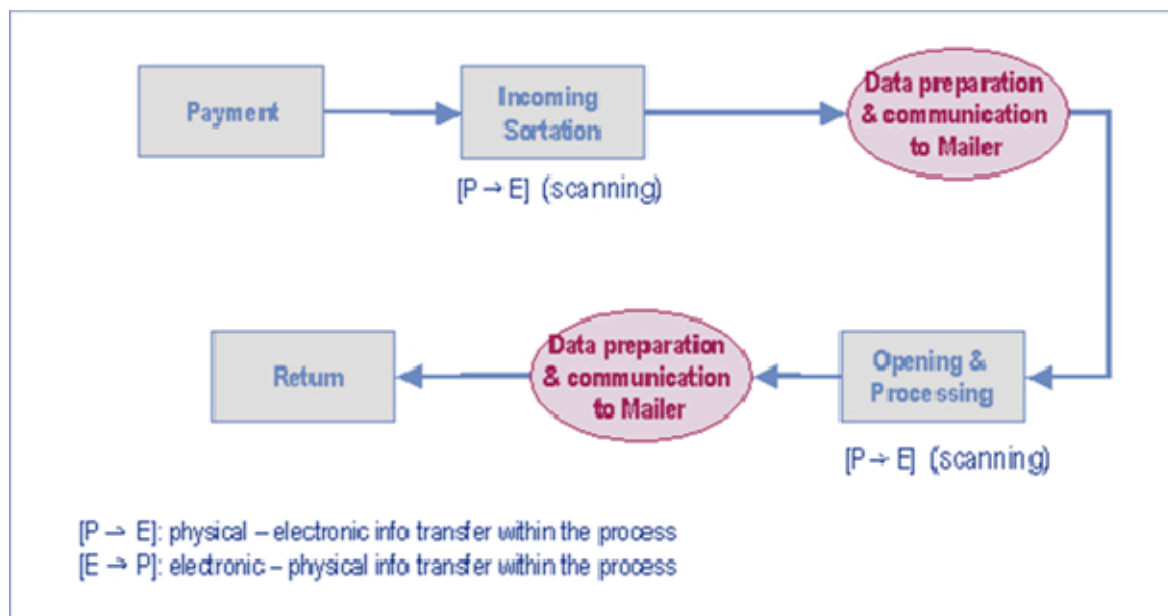 Payment
Incoming
Sortation
Data preparation
& communication
to Mailer
[P → E] (scanning)
Return
Data preparation
& communication
to Mailer
Opening &
Processing
[P → E] (scanning)
[P → E]: physical – electronic info transfer within the process
[E → P]: electronic – physical info transfer within the process